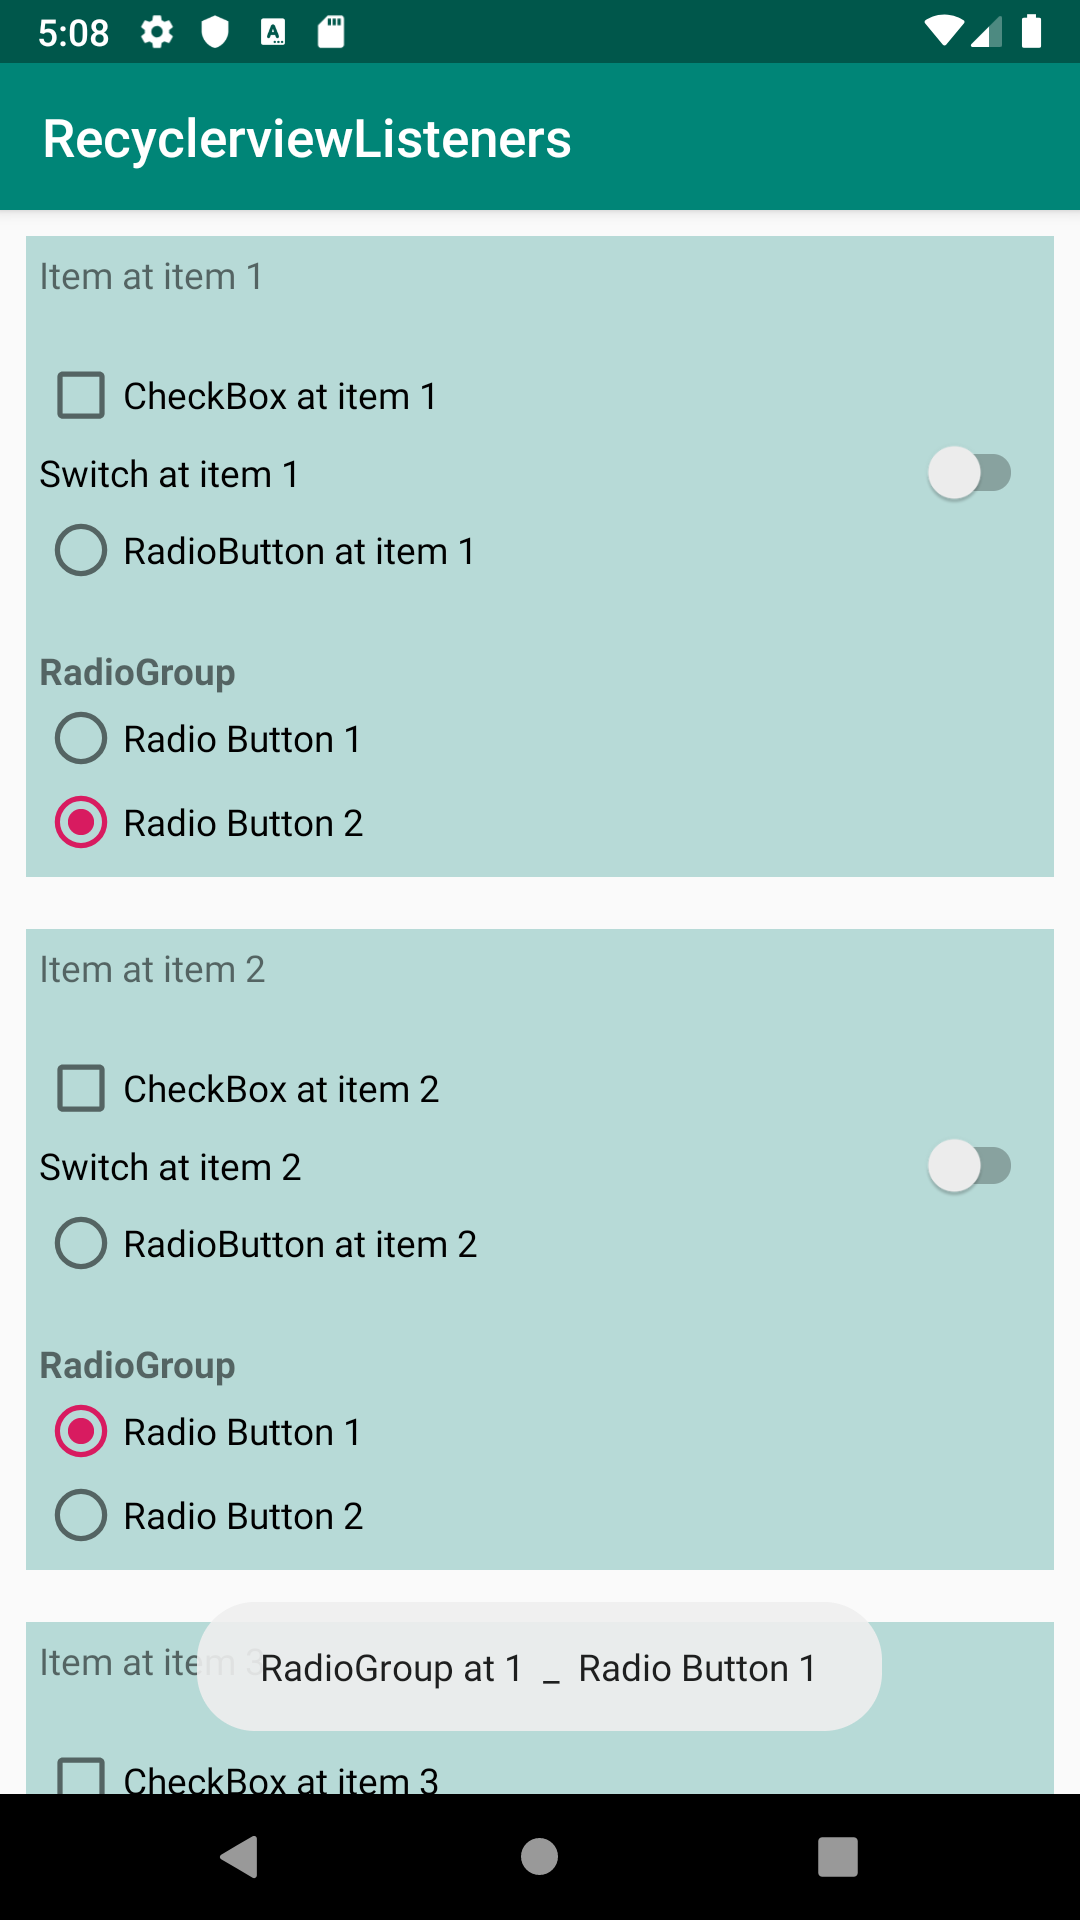 5:08
RecyclerviewListeners
Item at item 1
CheckBox at item 1
Switch at item 1
RadioButton at item 1
RadioGroup
Radio Button 1
Radio Button 2
Item at item 2
CheckBox at item 2
Switch at item 2
RadioButton at item 2
RadioGroup
Radio Button 1
Radio Button 2
Item at item 3
RadioGroup at 1 _ Radio Button 1
CheckBox at item 3